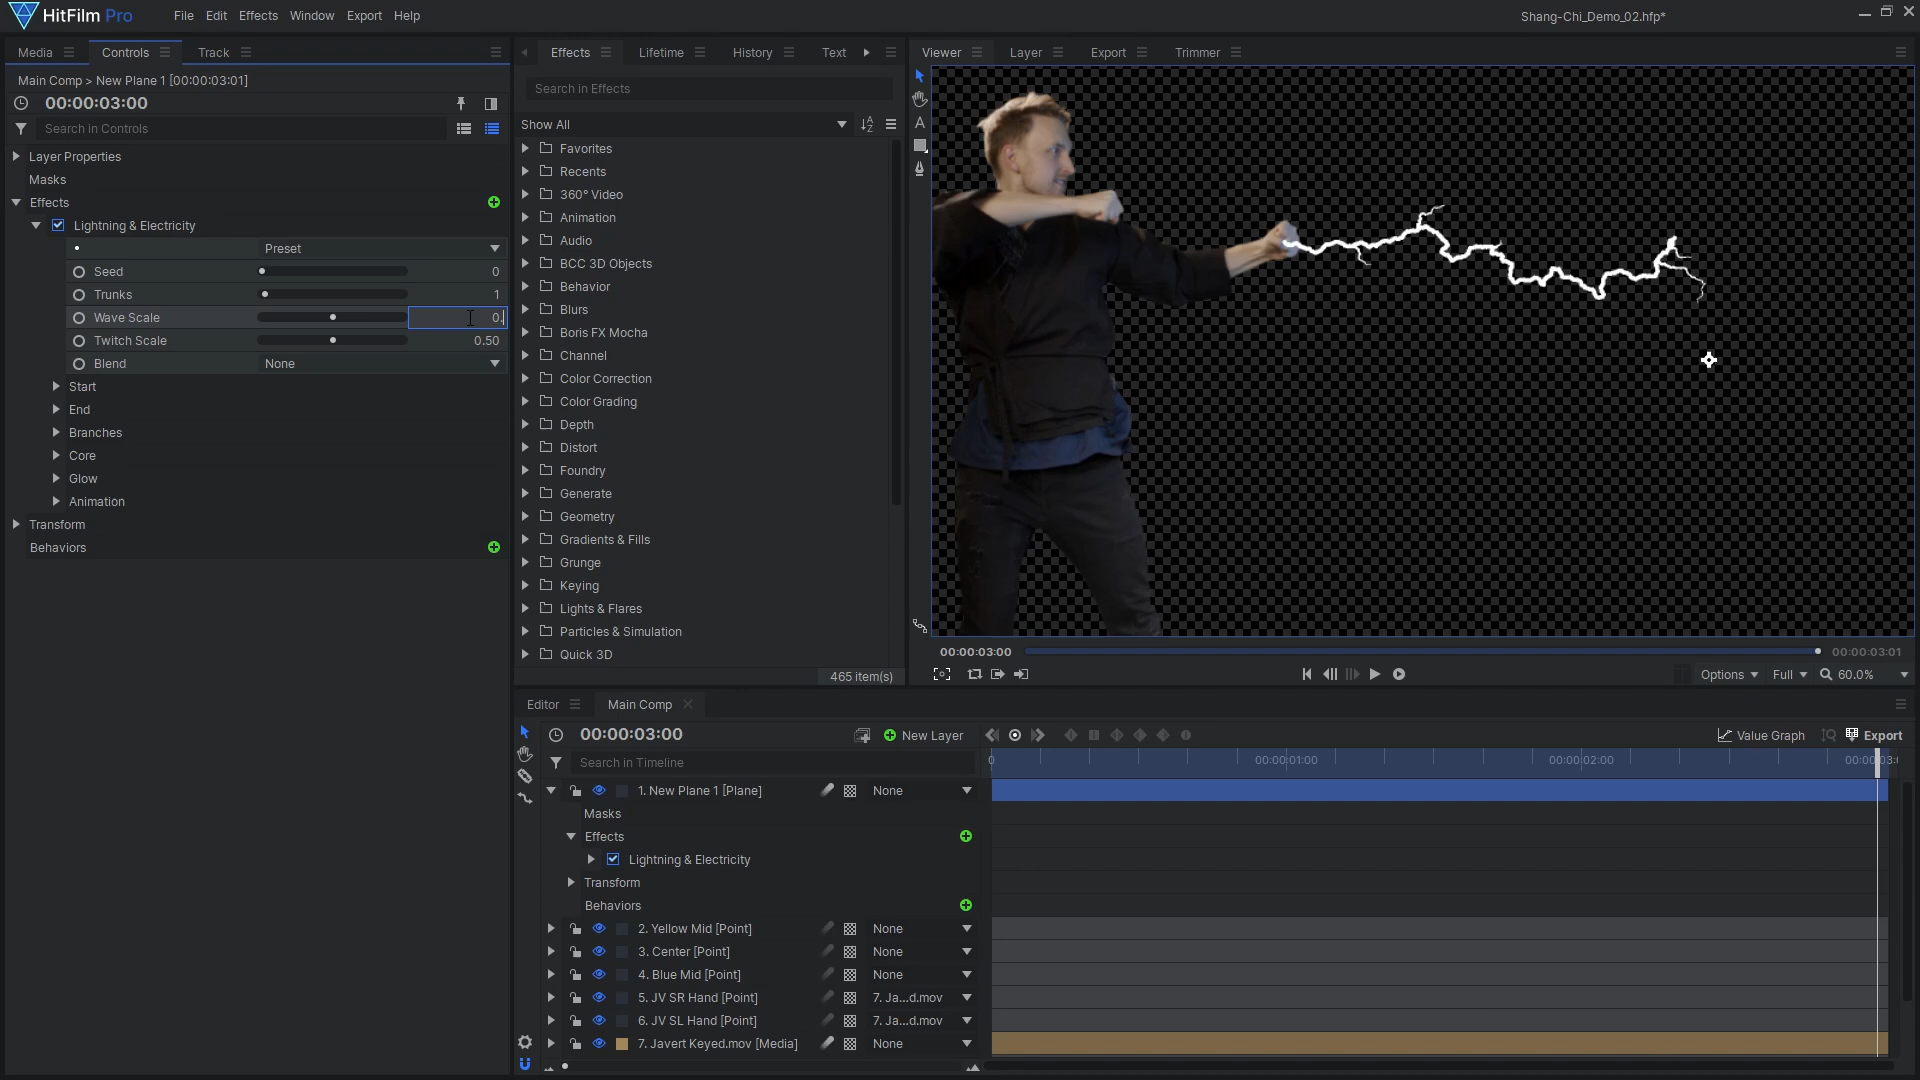 HitFilm Pro File Edit Effects Window Export Help Shang-Chi_Demo_02.hfp*
Media Controls Track
Main Comp > New Plane 1 [00:00:03:01]
00:00:03:00
Search in Controls
Layer Properties
Masks
Effects
Lightning & Electricity
Preset
Seed 0
Trunks 1
Wave Scale 0.
Twitch Scale 0.50
Blend None
Start
End
Branches
Core
Glow
Animation
Transform
Behaviors
Effects Lifetime History Text
Search in Effects
Show All
Favorites
Recents
360° Video
Animation
Audio
BCC 3D Objects
Behavior
Blurs
Boris FX Mocha
Channel
Color Correction
Color Grading
Depth
Distort
Foundry
Generate
Geometry
Gradients & Fills
Grunge
Keying
Lights & Flares
Particles & Simulation
Quick 3D
465 item(s)
Viewer Layer Export Trimmer
00:00:03:00 00:00:03:01
Options Full 60.0%
Editor Main Comp
00:00:03:00 New Layer Value Graph Export
Search in Timeline 0 00:00:01:00 00:00:02:00 00:00:03:0
1. New Plane 1 [Plane] None
Masks
Effects
Lightning & Electricity
Transform
Behaviors
2. Yellow Mid [Point] None
3. Center [Point] None
4. Blue Mid [Point] None
5. JV SR Hand [Point] 7. Ja...d.mov
6. JV SL Hand [Point] 7. Ja...d.mov
7. Javert Keyed.mov [Media] None